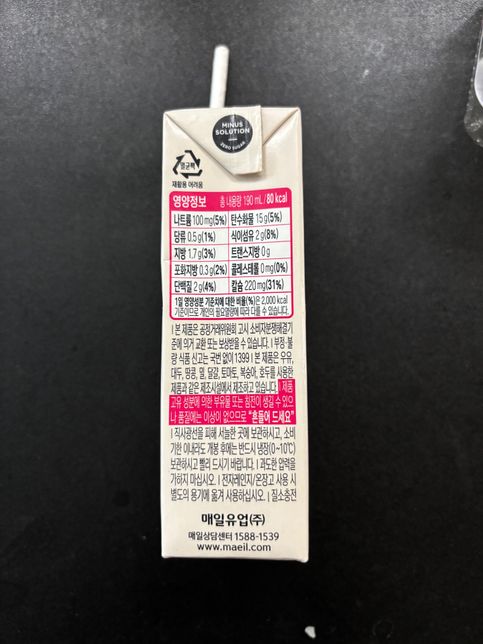 MINUS
SOLUTION
ZERO SUGAR
멸균팩
재활용 어려움
영양정보 총 내용량 190 mL / 80 kcal
나트륨 100 mg(5%) 탄수화물 15 g(5%)
당류 0.5 g(1%) 식이섬유 2 g(8%)
지방 1.7 g(3%) 트랜스지방 0 g
포화지방 0.3 g(2%) 콜레스테롤 0 mg(0%)
단백질 2 g(4%) 칼슘 220 mg(31%)
1일 영양성분 기준치에 대한 비율(%)은 2,000 kcal
기준이므로 개인의 필요열량에 따라 다를 수 있습니다.
I 본 제품은 공정거래위원회 고시 소비자분쟁해결기
준에 의거 교환 또는 보상받을 수 있습니다. I 부정·불
량 식품 신고는 국번 없이 1399 I 본 제품은 우유,
대두, 땅콩, 밀, 달걀, 토마토, 복숭아, 호두를 사용한
제품과 같은 제조시설에서 제조하고 있습니다. 제품
고유 성분에 의한 부유물 또는 침전이 생길 수 있으
나 품질에는 이상이 없으므로 "흔들어 드세요"
I 직사광선을 피해 서늘한 곳에 보관하시고, 소비
기한 이내라도 개봉 후에는 반드시 냉장(0~10℃)
보관하시고 빨리 드시기 바랍니다. I 과도한 압력을
가하지 마십시오. I 전자레인지/온장고 사용 시
별도의 용기에 옮겨 사용하십시오. I 질소충전
매일유업(주)
매일상담센터 1588-1539
www.maeil.com